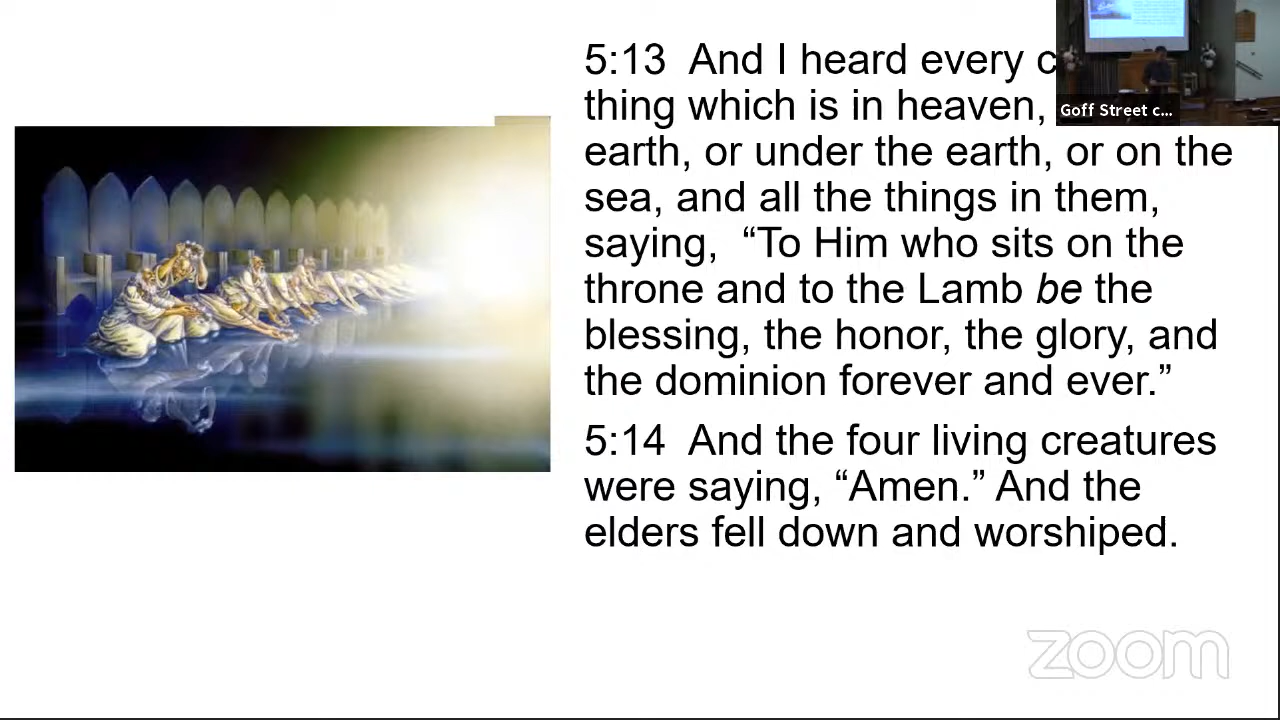 5:13 And I heard every
thing which is in heaven,
earth, or under the earth, or on the
sea, and all the things in them,
saying, “To Him who sits on the
throne and to the Lamb be the
blessing, the honor, the glory, and
the dominion forever and ever.”
5:14 And the four living creatures
were saying, “Amen.” And the
elders fell down and worshiped.
Goff Street c...
zoom